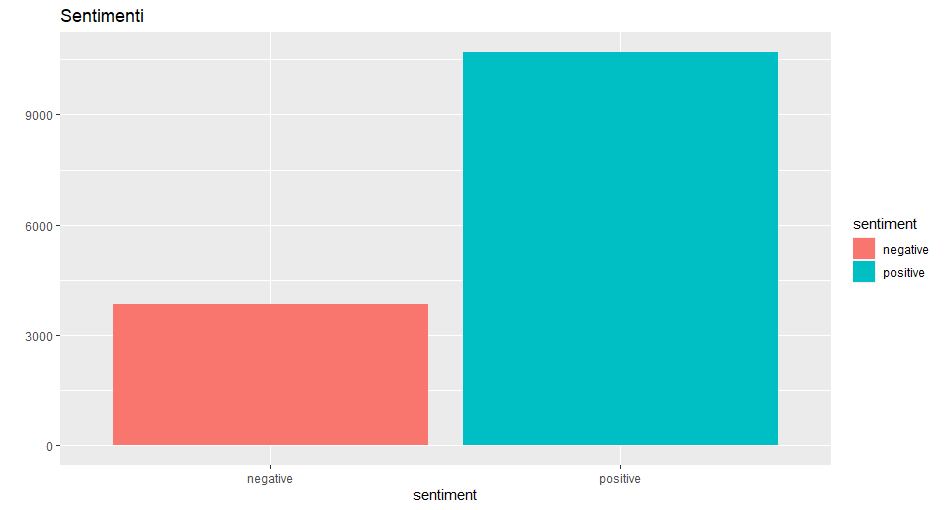 Sentimenti
9000
6000
3000
0
negative
positive
sentiment
sentiment
negative
positive